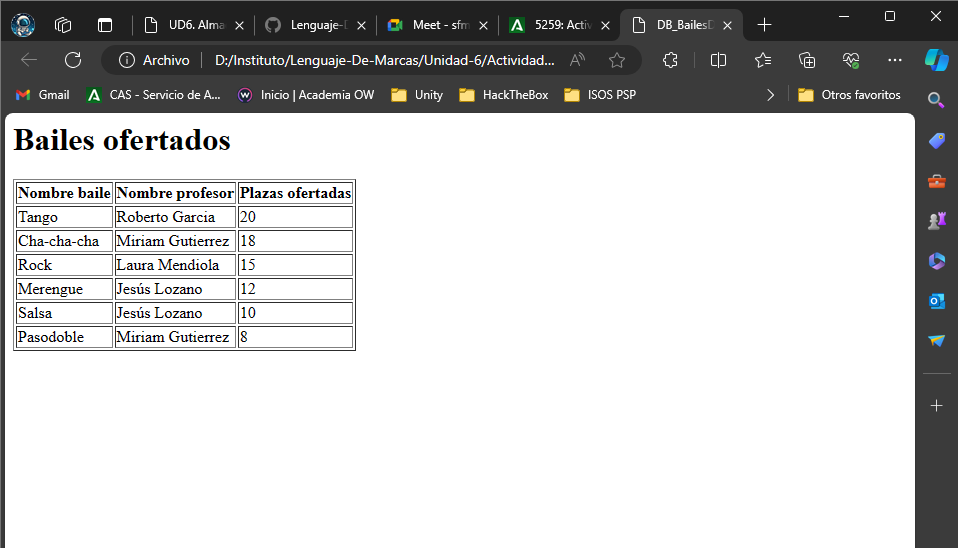 UD6. Alma
Lenguaje-D
Meet - sfm
5259: Activ
DB_BailesD
Archivo
D:/Instituto/Lenguaje-De-Marcas/Unidad-6/Actividad...
Gmail
CAS - Servicio de A...
Inicio | Academia OW
Unity
HackTheBox
ISOS PSP
Otros favoritos
Bailes ofertados
Nombre baile Nombre profesor Plazas ofertadas
Tango Roberto Garcia 20
Cha-cha-cha Miriam Gutierrez 18
Rock Laura Mendiola 15
Merengue Jesús Lozano 12
Salsa Jesús Lozano 10
Pasodoble Miriam Gutierrez 8